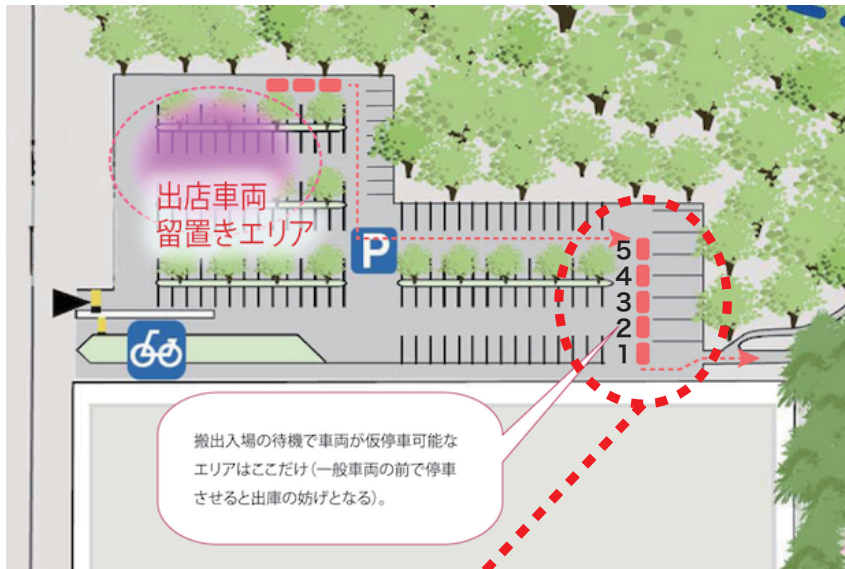 出店車両
留置きエリア
P
5
4
3
2
1
搬出入場の待機で車両が仮停車可能な
エリアはここだけ(一般車両の前で停車
させると出庫の妨げとなる)。